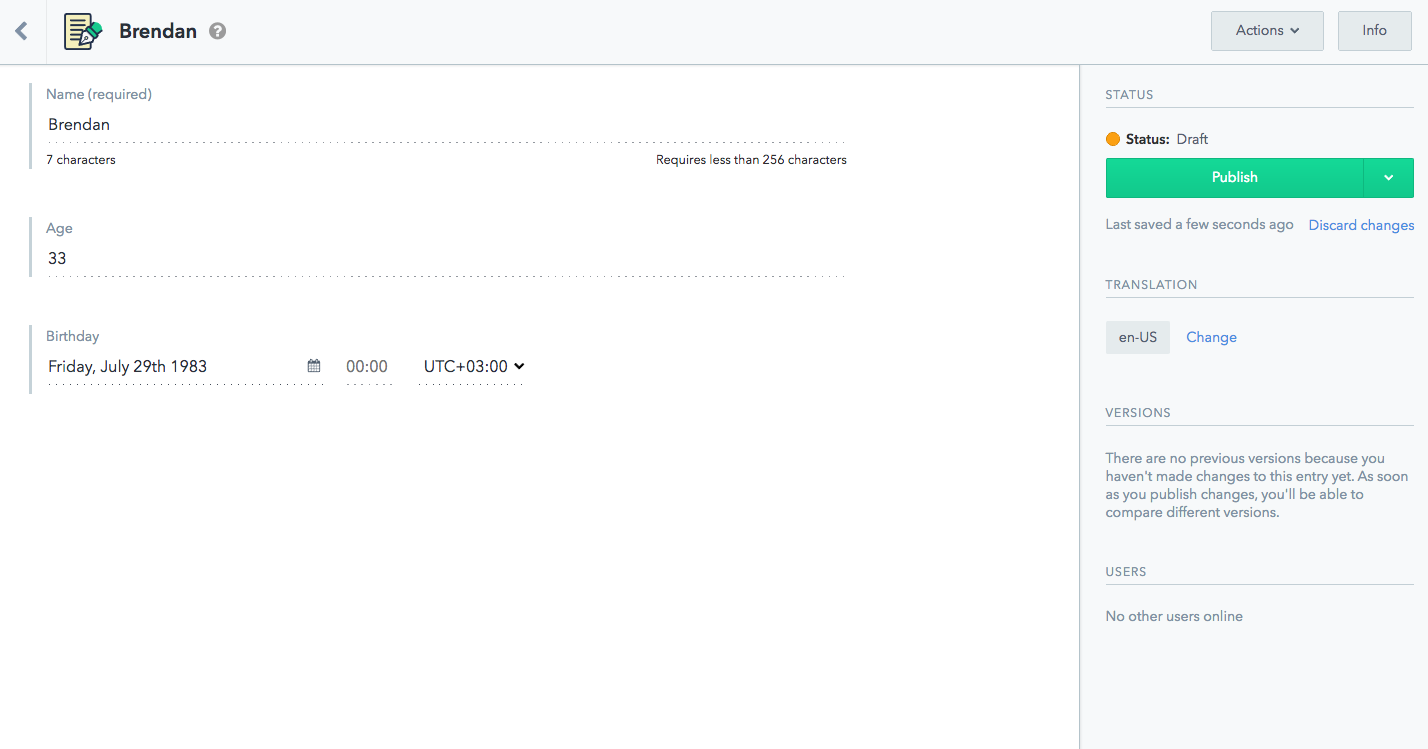 Brendan
Actions
Info
Name (required)
Brendan
7 characters
Requires less than 256 characters
Age
33
Birthday
Friday, July 29th 1983
00:00
UTC+03:00
STATUS
Status: Draft
Publish
Last saved a few seconds ago
Discard changes
TRANSLATION
en-US
Change
VERSIONS
There are no previous versions because you
haven't made changes to this entry yet. As soon
as you publish changes, you'll be able to
compare different versions.
USERS
No other users online